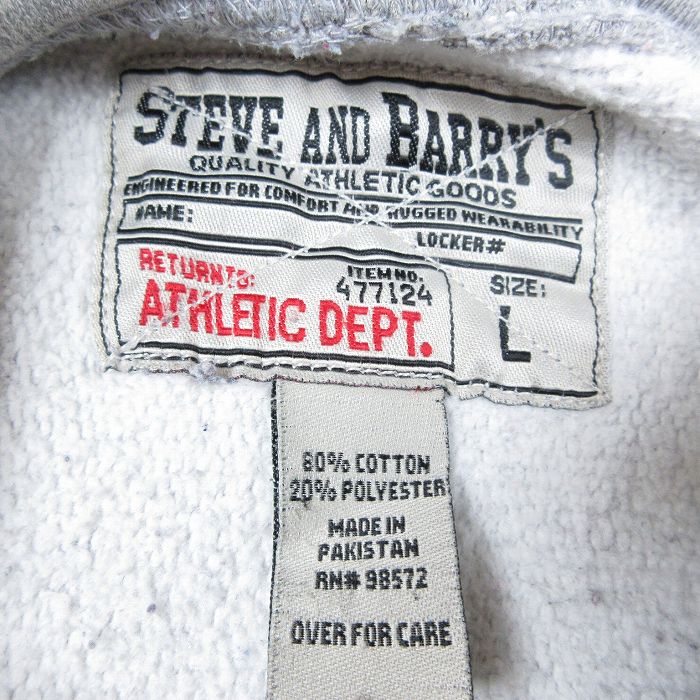 STEVE AND BARRY'S
QUALITY ATHLETIC GOODS
ENGINEERED FOR COMFORT AND RUGGED WEARABILITY
NAME:
LOCKER#
RETURN TO:
ATHLETIC DEPT.
ITEM NO.
477124
SIZE:
L
80% COTTON
20% POLYESTER
MADE IN
PAKISTAN
RN# 98572
OVER FOR CARE